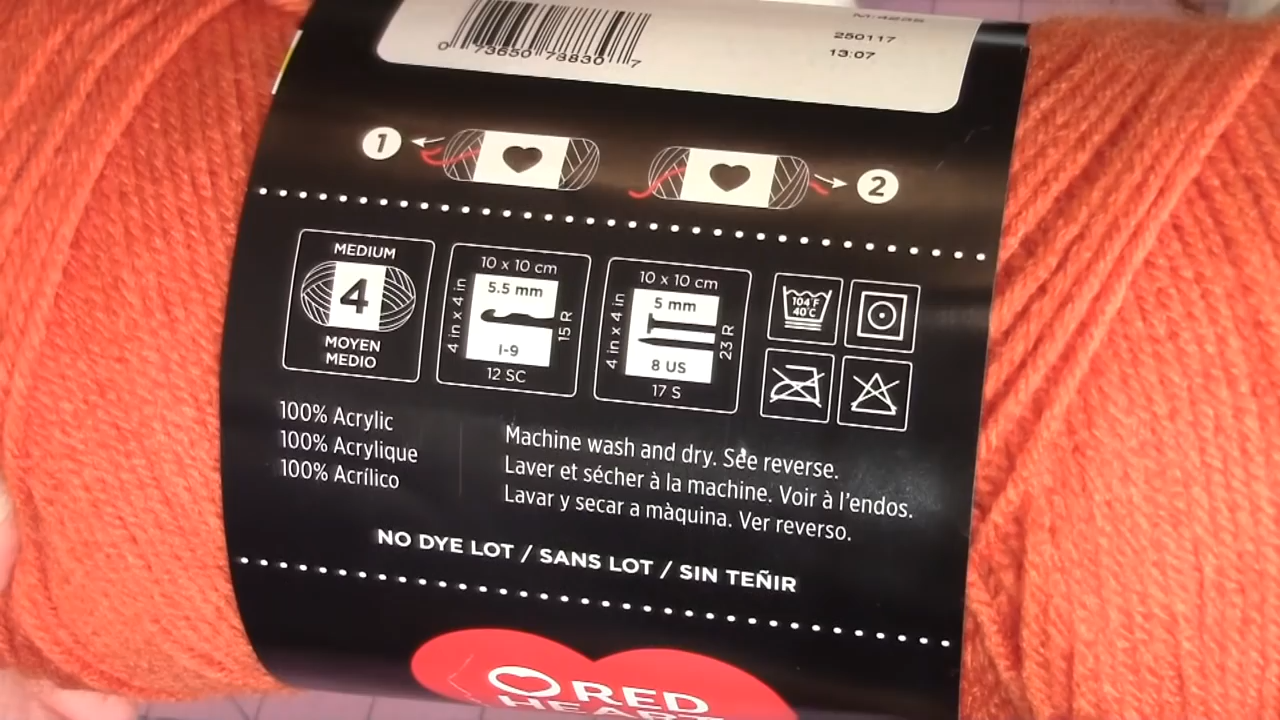 0 73650 73830 7
250117
13:07
1
2
MEDIUM
4
MOYEN
MEDIO
10 x 10 cm
4 in x 4 in
5.5 mm
15 R
I-9
12 SC
10 x 10 cm
4 in x 4 in
5 mm
23 R
8 US
17 S
104 F
40°C
100% Acrylic
100% Acrylique
100% Acrílico
Machine wash and dry. See reverse.
Laver et sécher à la machine. Voir à l'endos.
Lavar y secar a màquina. Ver reverso.
NO DYE LOT / SANS LOT / SIN TEÑIR
RED
HEART